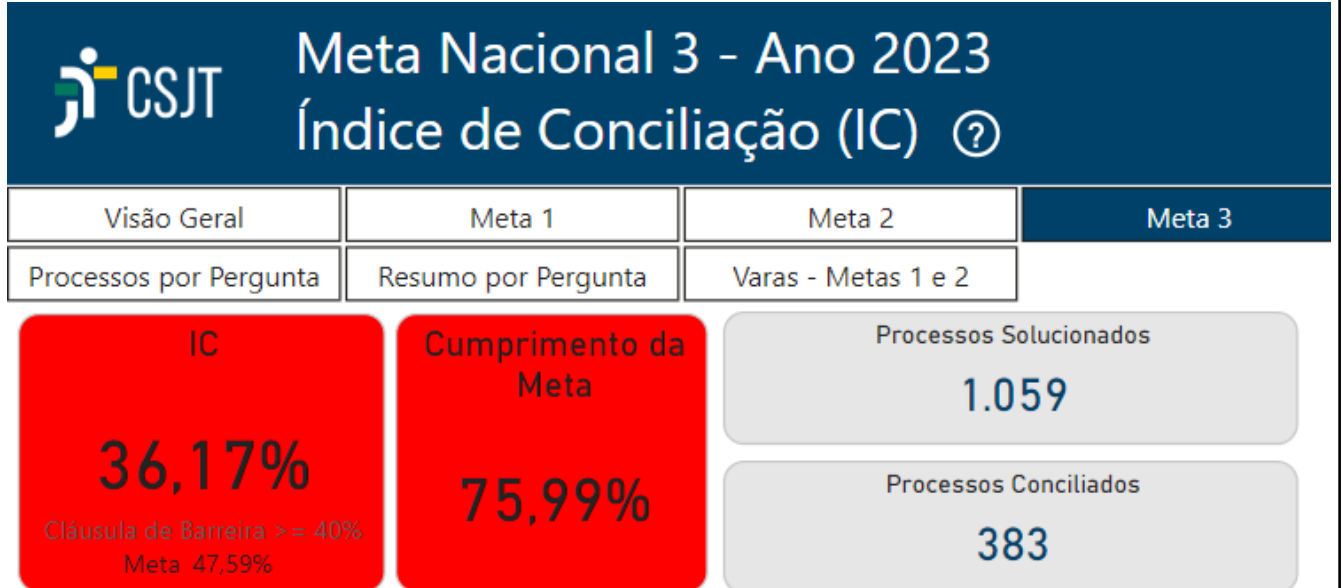 CSJT
Meta Nacional 3 - Ano 2023
Índice de Conciliação (IC) ?
Visão Geral
Meta 1
Meta 2
Meta 3
Processos por Pergunta
Resumo por Pergunta
Varas - Metas 1 e 2
IC
36,17%
Cláusula de Barreira >= 40%
Meta 47,59%
Cumprimento da
Meta
75,99%
Processos Solucionados
1.059
Processos Conciliados
383